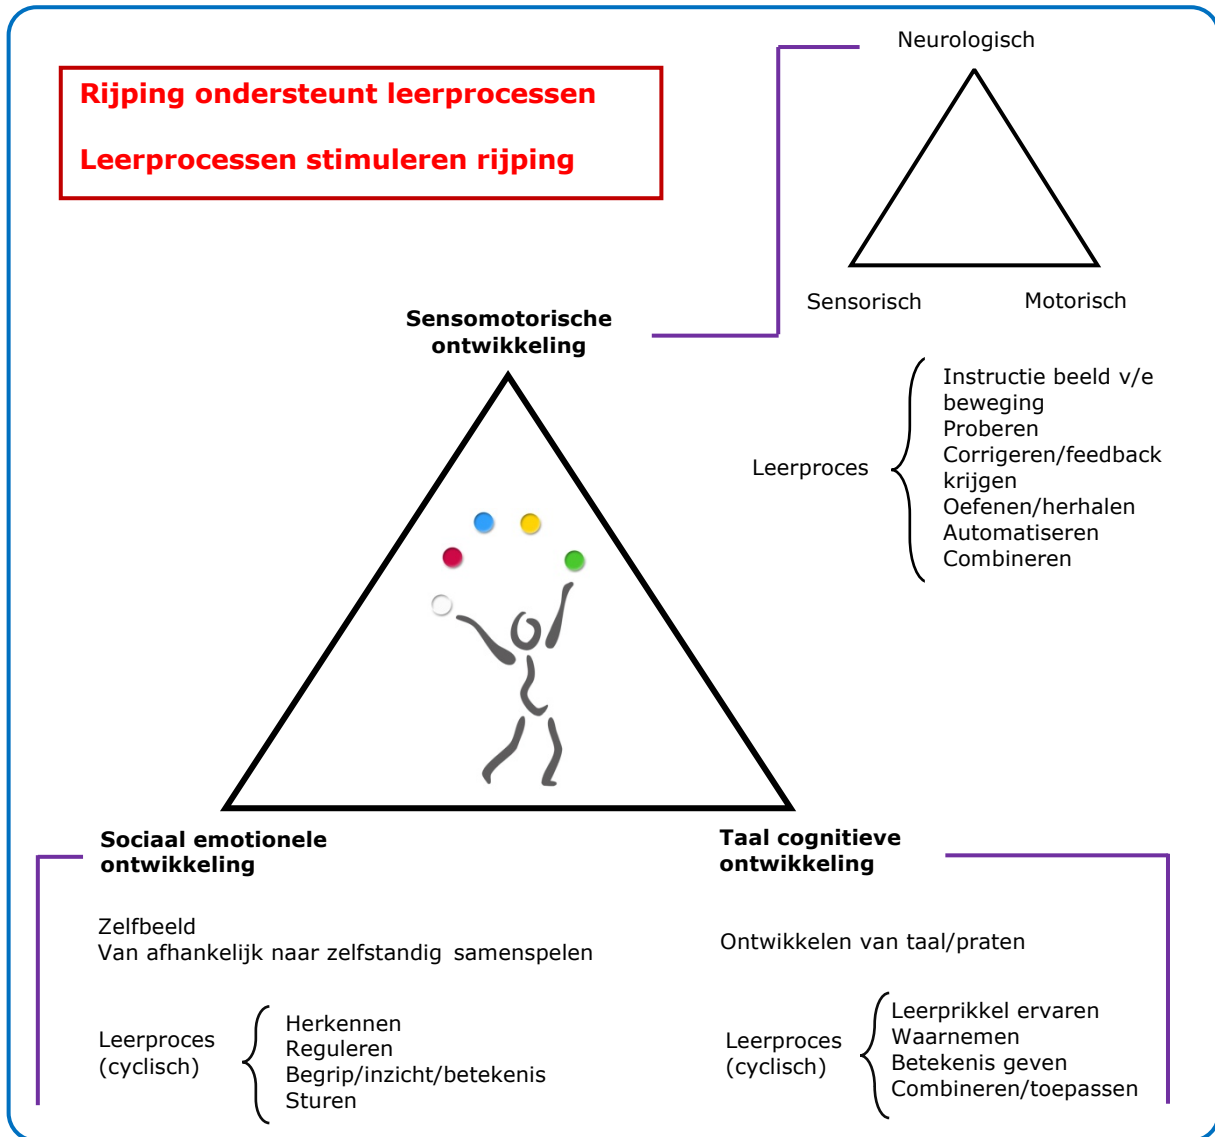 Neurologisch
Rijping ondersteunt leerprocessen
Leerprocessen stimuleren rijping
Sensorisch
Motorisch
Sensomotorische
ontwikkeling
Leerproces
Instructie beeld v/e
beweging
Proberen
Corrigeren/feedback
krijgen
Oefenen/herhalen
Automatiseren
Combineren
Sociaal emotionele
ontwikkeling
Zelfbeeld
Van afhankelijk naar zelfstandig samenspelen
Leerproces
(cyclisch)
Herkennen
Reguleren
Begrip/inzicht/betekenis
Sturen
Taal cognitieve
ontwikkeling
Ontwikkelen van taal/praten
Leerproces
(cyclisch)
Leerprikkel ervaren
Waarnemen
Betekenis geven
Combineren/toepassen